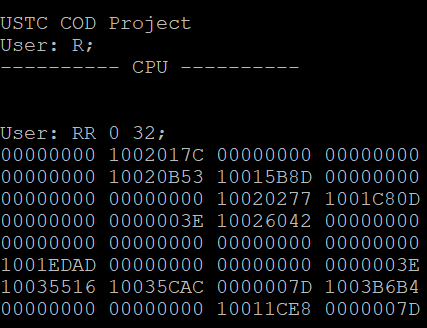 USTC COD Project
User: R;
---------- CPU ----------
User: RR 0 32;
00000000 1002017C 00000000 00000000
00000000 10020B53 10015B8D 00000000
00000000 00000000 10020277 1001C80D
00000000 0000003E 10026042 00000000
00000000 00000000 00000000 00000000
1001EDAD 00000000 00000000 0000003E
10035516 10035CAC 0000007D 1003B6B4
00000000 00000000 10011CE8 0000007D